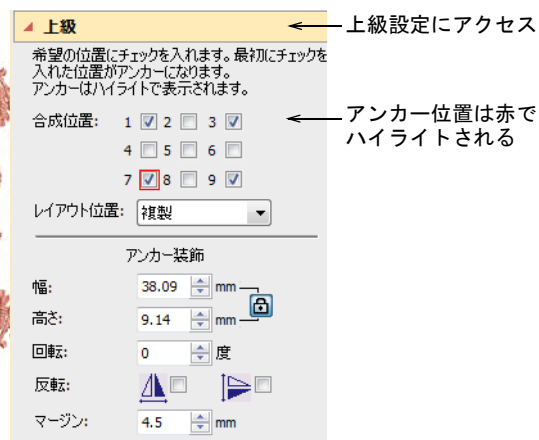 上級
上級設定にアクセス
希望の位置にチェックを入れます。最初にチェックを
入れた位置がアンカーになります。
アンカーはハイライトで表示されます。
合成位置: 1 2 3
アンカー位置は赤で
ハイライトされる
4 5 6
7 8 9
レイアウト位置: 複製
アンカー装飾
幅: 38.09 mm
高さ: 9.14 mm
回転: 0 度
反転:
マージン: 4.5 mm